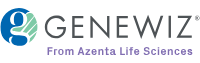 GENEWIZ®
From Azenta Life Sciences